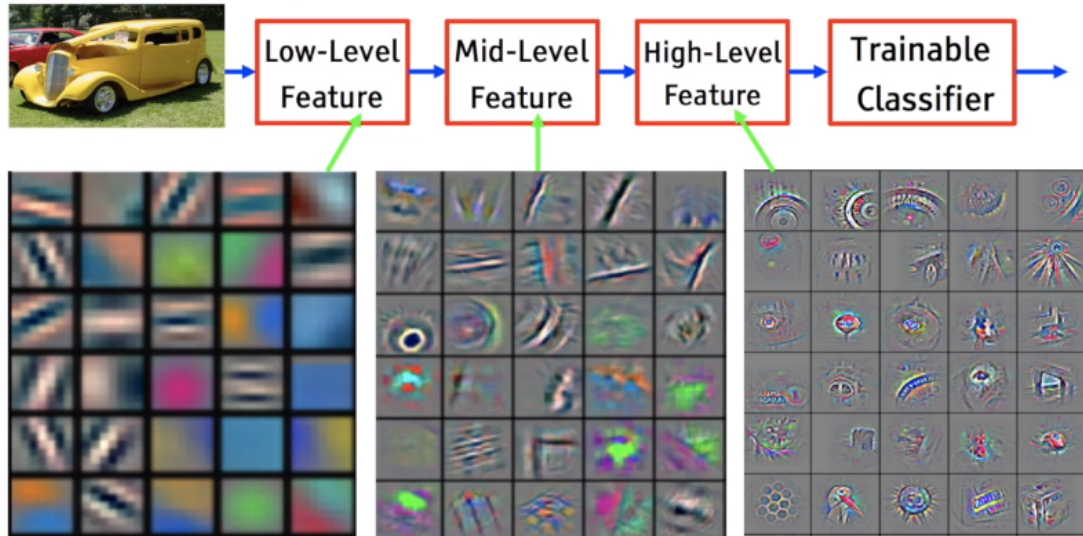 Low-Level
Feature
Mid-Level
Feature
High-Level
Feature
Trainable
Classifier